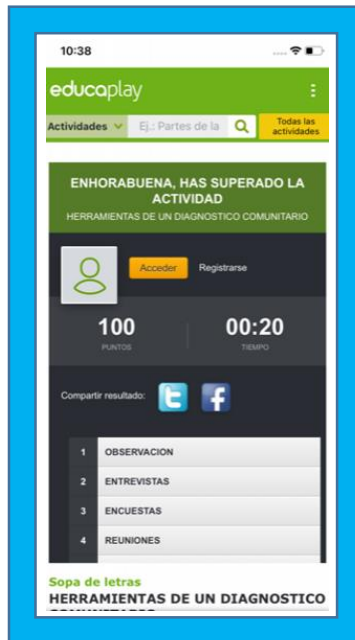 10:38
educaplay
Actividades Ej.: Partes de la Todas las
actividades
ENHORABUENA, HAS SUPERADO LA
ACTIVIDAD
HERRAMIENTAS DE UN DIAGNOSTICO COMUNITARIO
Acceder Registrarse
100 00:20
PUNTOS TIEMPO
Compartir resultado:
1 OBSERVACION
2 ENTREVISTAS
3 ENCUESTAS
4 REUNIONES
Sopa de letras
HERRAMIENTAS DE UN DIAGNOSTICO